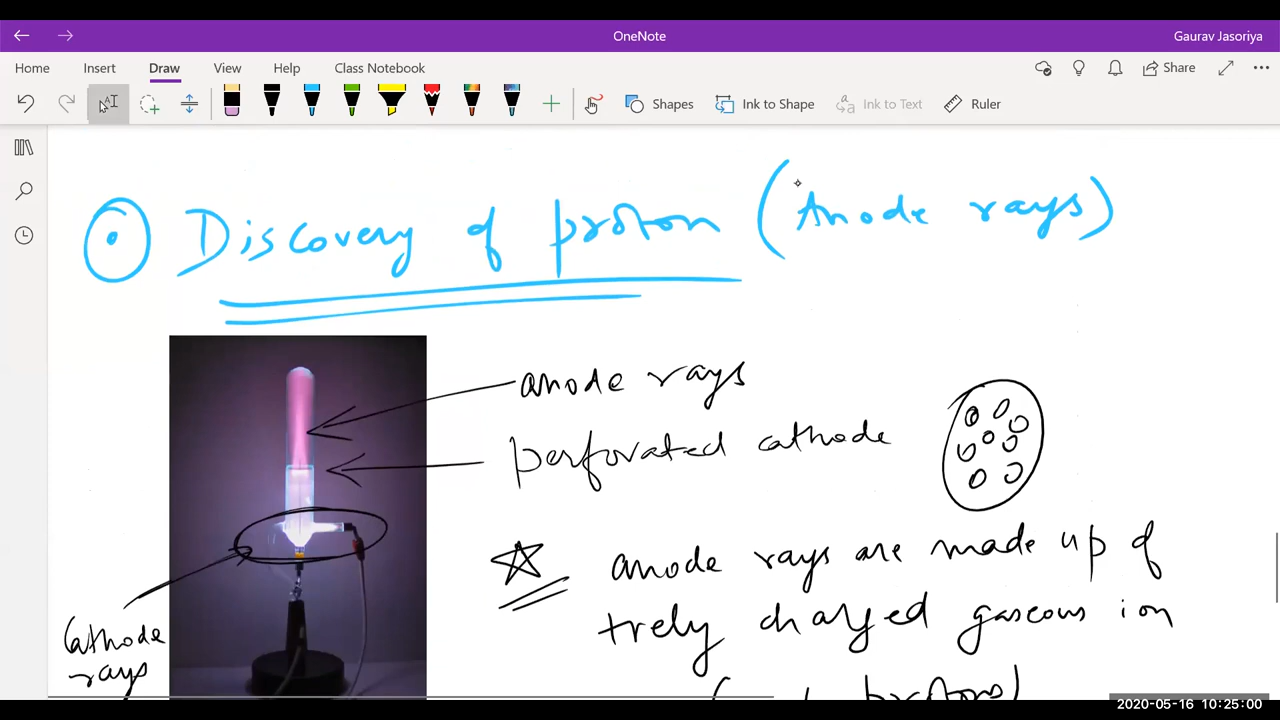 OneNote
Gaurav Jasoriya
Home Insert Draw View Help Class Notebook
Share
Shapes Ink to Shape Ink to Text Ruler
Discovery of proton (Anode rays)
anode rays
perforated cathode
anode rays are made up of
+vely charged gaseous ion
protons)
Cathode
rays
2020-05-16 10:25:00